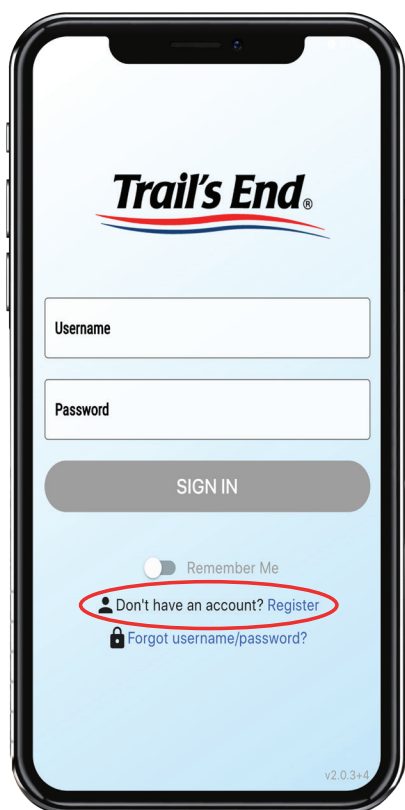 Trail's End®
Username
Password
SIGN IN
Remember Me
Don't have an account? Register
Forgot username/password?
v2.0.3+4